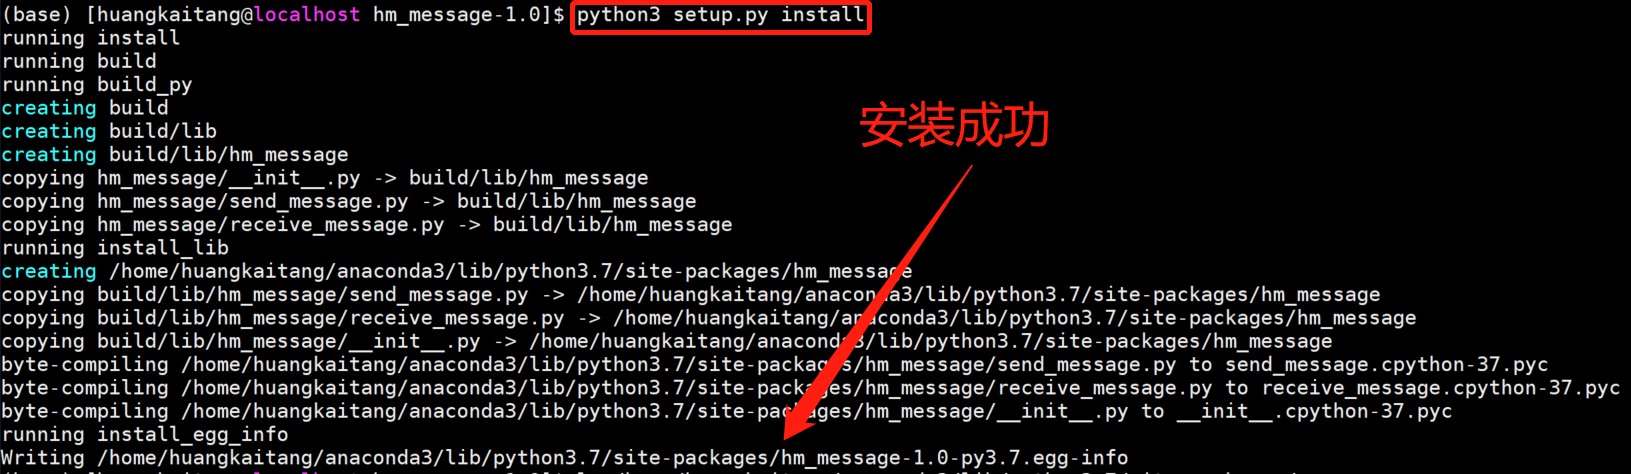 (base) [huangkaitang@localhost hm_message-1.0]$ python3 setup.py install
running install
running build
running build_py
creating build
creating build/lib
creating build/lib/hm_message
copying hm_message/__init__.py -> build/lib/hm_message
copying hm_message/send_message.py -> build/lib/hm_message
copying hm_message/receive_message.py -> build/lib/hm_message
running install_lib
creating /home/huangkaitang/anaconda3/lib/python3.7/site-packages/hm_message
copying build/lib/hm_message/send_message.py -> /home/huangkaitang/anaconda3/lib/python3.7/site-packages/hm_message
copying build/lib/hm_message/receive_message.py -> /home/huangkaitang/anaconda3/lib/python3.7/site-packages/hm_message
copying build/lib/hm_message/__init__.py -> /home/huangkaitang/anaconda3/lib/python3.7/site-packages/hm_message
byte-compiling /home/huangkaitang/anaconda3/lib/python3.7/site-packages/hm_message/send_message.py to send_message.cpython-37.pyc
byte-compiling /home/huangkaitang/anaconda3/lib/python3.7/site-packages/hm_message/receive_message.py to receive_message.cpython-37.pyc
byte-compiling /home/huangkaitang/anaconda3/lib/python3.7/site-packages/hm_message/__init__.py to __init__.cpython-37.pyc
running install_egg_info
Writing /home/huangkaitang/anaconda3/lib/python3.7/site-packages/hm_message-1.0-py3.7.egg-info
安装成功